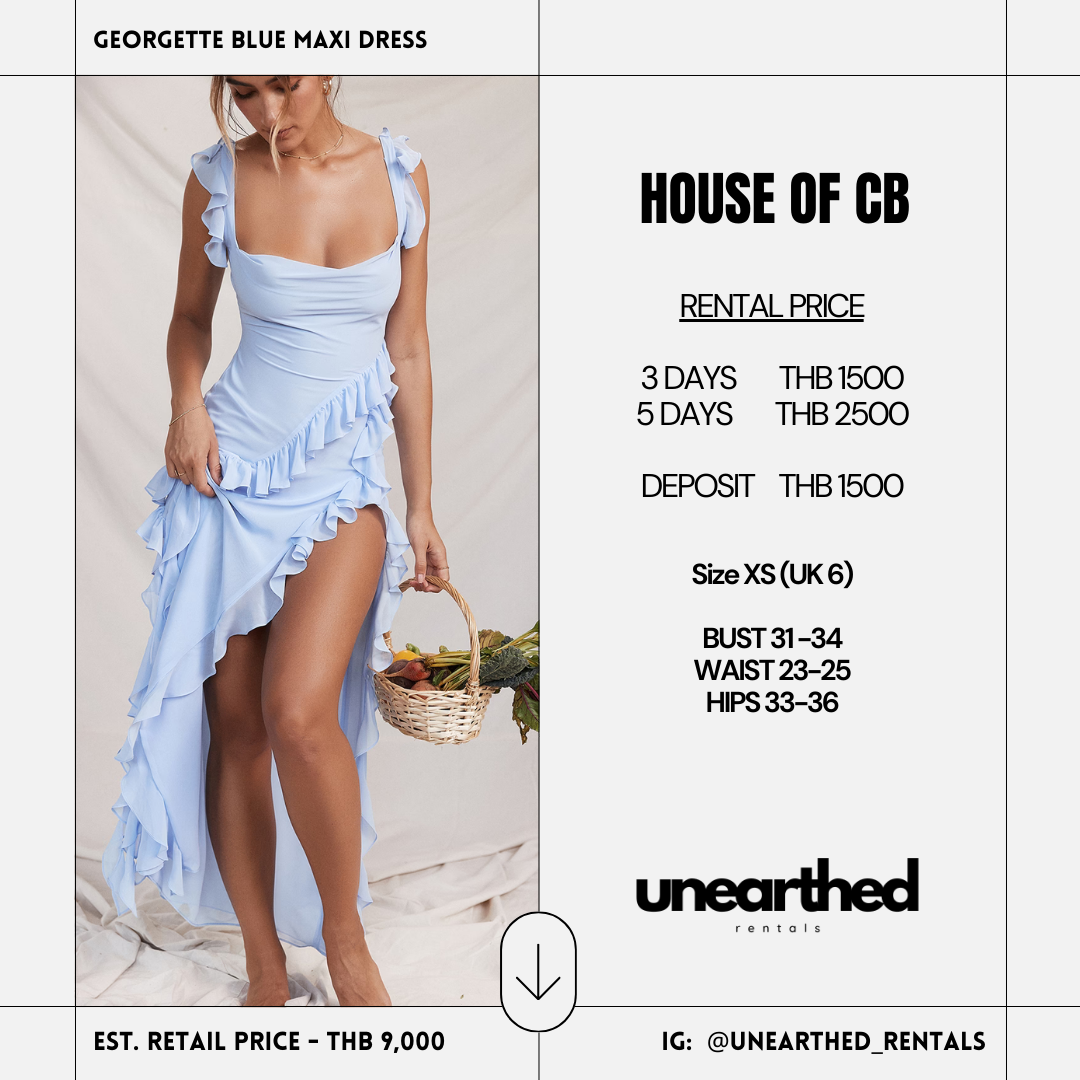 GEORGETTE BLUE MAXI DRESS
HOUSE OF CB
RENTAL PRICE
3 DAYS THB 1500
5 DAYS THB 2500
DEPOSIT THB 1500
Size XS (UK 6)
BUST 31 –34
WAIST 23–25
HIPS 33–36
unearthed
rentals
EST. RETAIL PRICE - THB 9,000
IG: @UNEARTHED_RENTALS